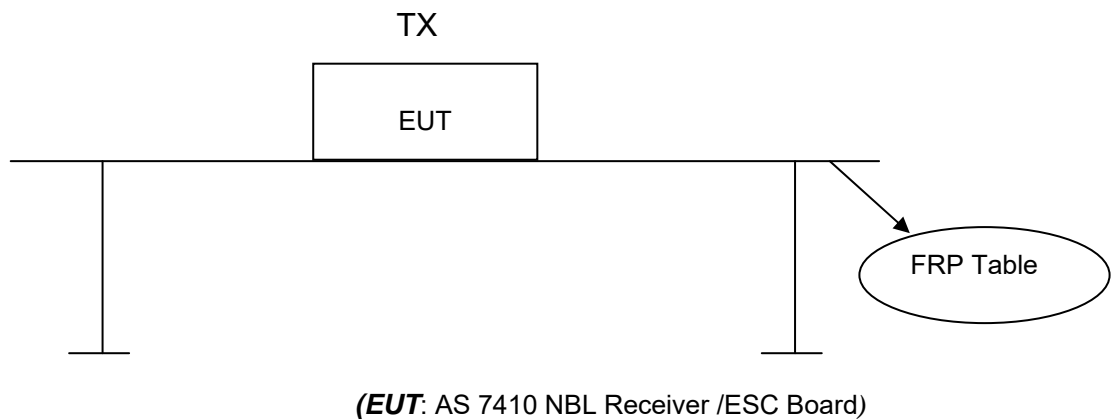 TX
EUT
FRP Table
(EUT: AS 7410 NBL Receiver /ESC Board)